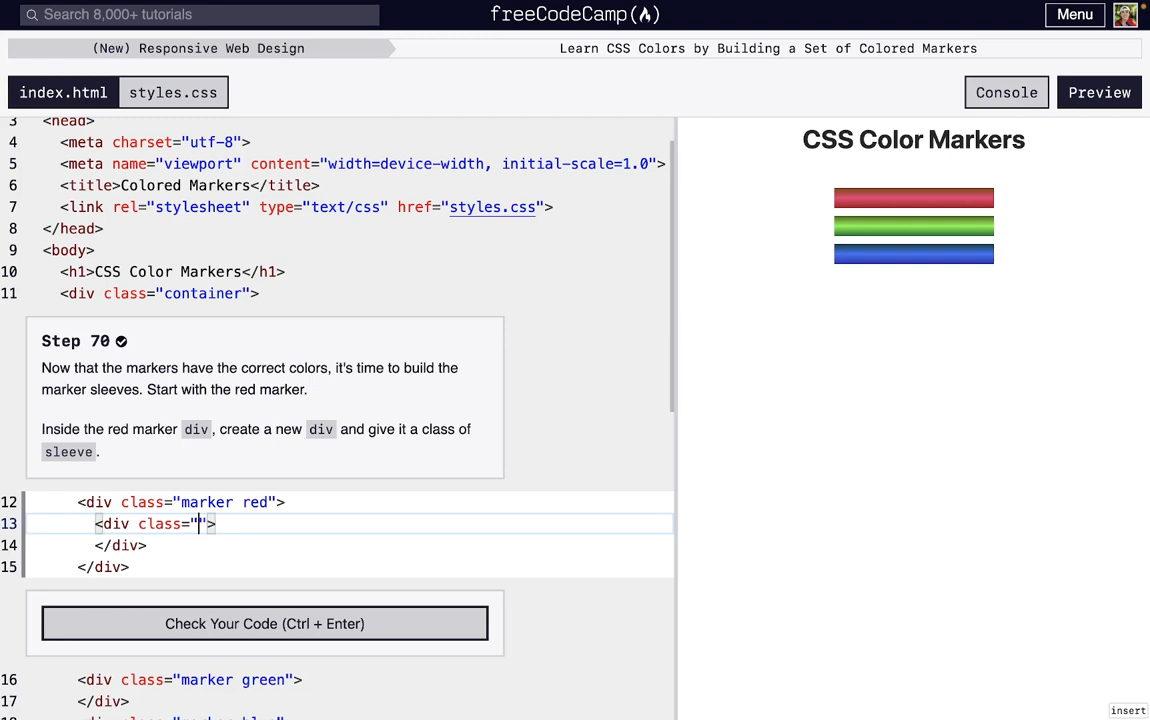 Search 8,000+ tutorials
freeCodeCamp
Menu
(New) Responsive Web Design
Learn CSS Colors by Building a Set of Colored Markers
index.html
styles.css
Console
Preview
3 <head>
4 <meta charset="utf-8">
5 <meta name="viewport" content="width=device-width, initial-scale=1.0">
6 <title>Colored Markers</title>
7 <link rel="stylesheet" type="text/css" href="styles.css">
8 </head>
9 <body>
10 <h1>CSS Color Markers</h1>
11 <div class="container">
Step 70
Now that the markers have the correct colors, it's time to build the
marker sleeves. Start with the red marker.
Inside the red marker div, create a new div and give it a class of
sleeve.
12 <div class="marker red">
13 <div class="">
14 </div>
15 </div>
Check Your Code (Ctrl + Enter)
16 <div class="marker green">
17 </div>
18 <div class="marker blue">
CSS Color Markers
insert